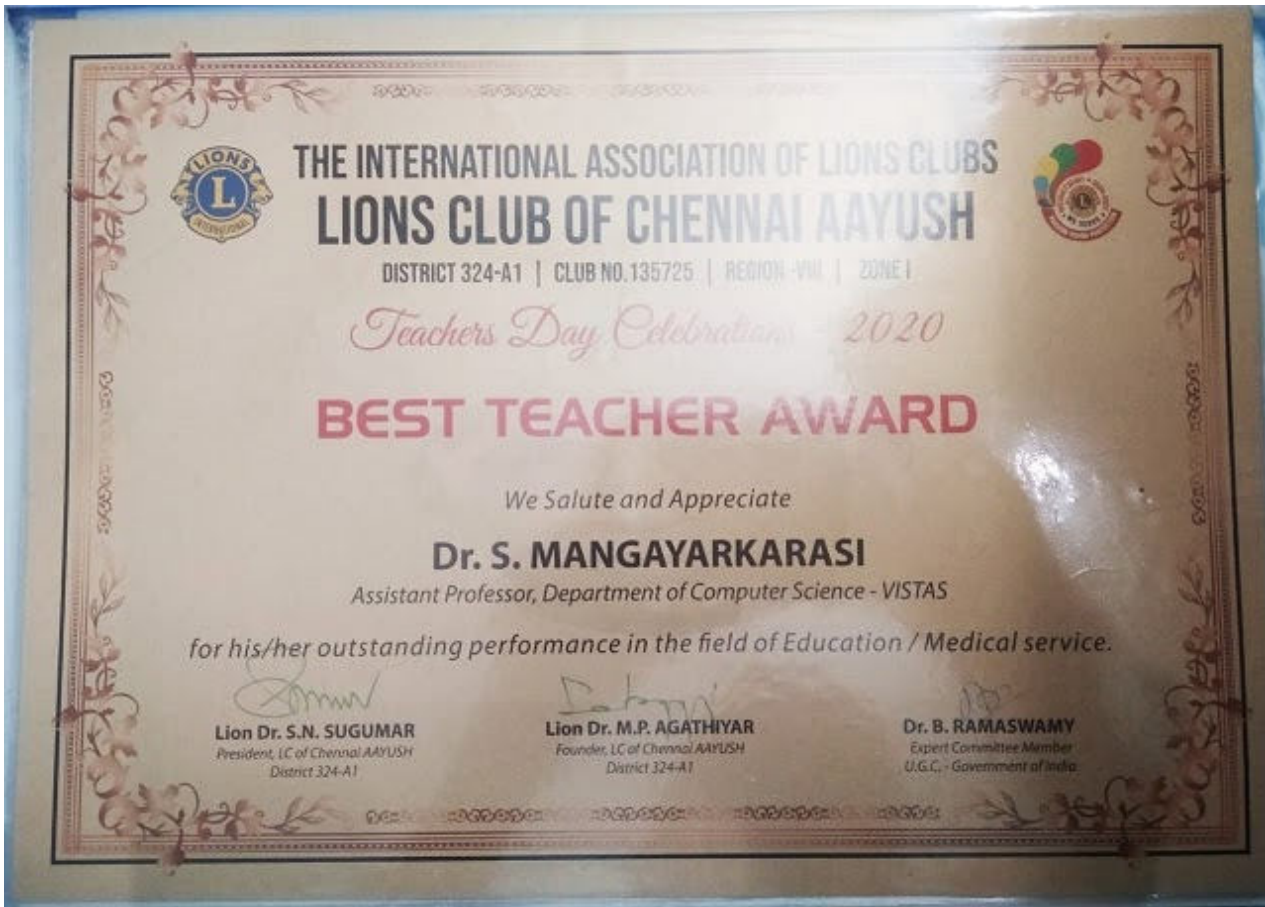 LIONS
L
INTERNATIONAL
THE INTERNATIONAL ASSOCIATION OF LIONS CLUBS
LIONS CLUB OF CHENNAI AAYUSH
DISTRICT 324-A1 | CLUB NO.135725 | REGION -VIII | ZONE I
Teachers Day Celebrations - 2020
BEST TEACHER AWARD
We Salute and Appreciate
Dr. S. MANGAYARKARASI
Assistant Professor, Department of Computer Science - VISTAS
for his/her outstanding performance in the field of Education / Medical service.
Lion Dr. S.N. SUGUMAR
President, LC of Chennai AAYUSH
District 324-A1
Lion Dr. M.P. AGATHIYAR
Founder, LC of Chennai AAYUSH
District 324-A1
Dr. B. RAMASWAMY
Expert Committee Member
U.G.C. - Government of India